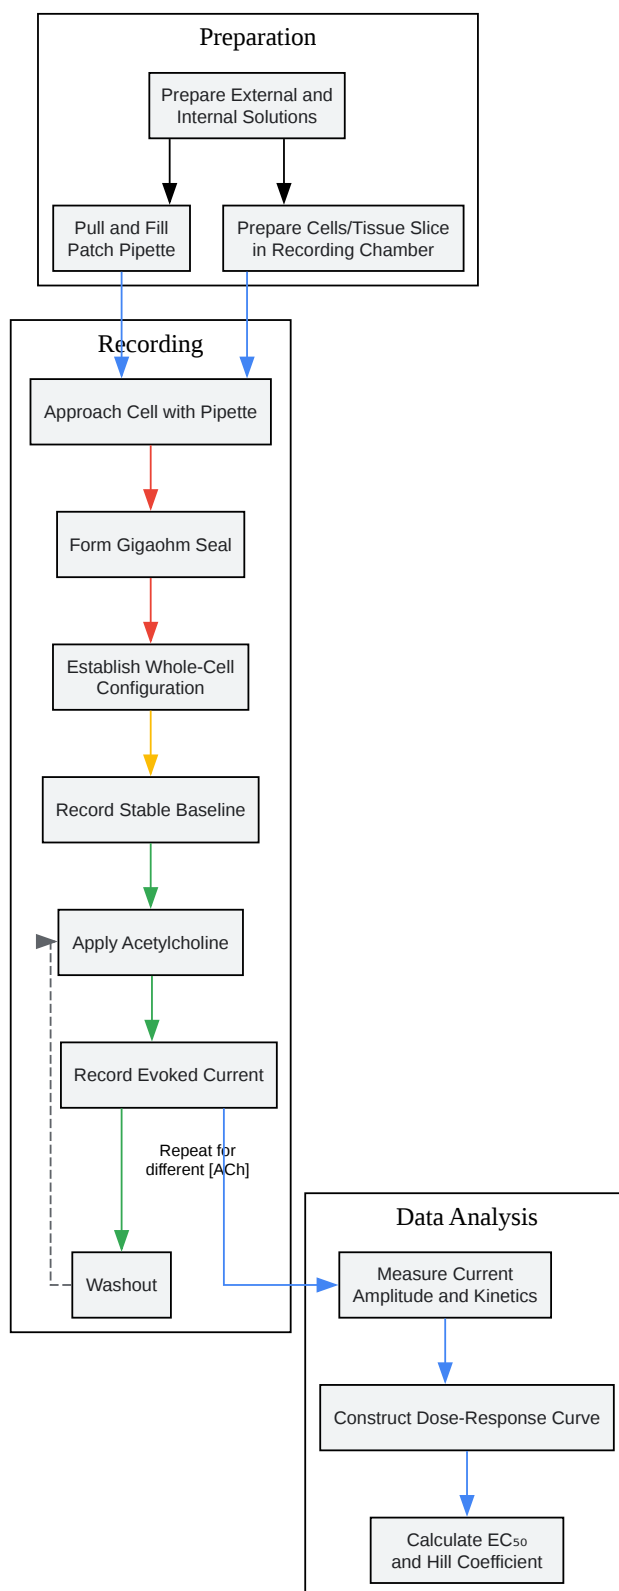 Preparation
Prepare External and
Internal Solutions
Pull and Fill
Patch Pipette
Prepare Cells/Tissue Slice
in Recording Chamber
Recording
Approach Cell with Pipette
Form Gigaohm Seal
Establish Whole-Cell
Configuration
Record Stable Baseline
Apply Acetylcholine
Record Evoked Current
Repeat for
different [ACh]
Washout
Data Analysis
Measure Current
Amplitude and Kinetics
Construct Dose-Response Curve
Calculate EC₅₀
and Hill Coefficient